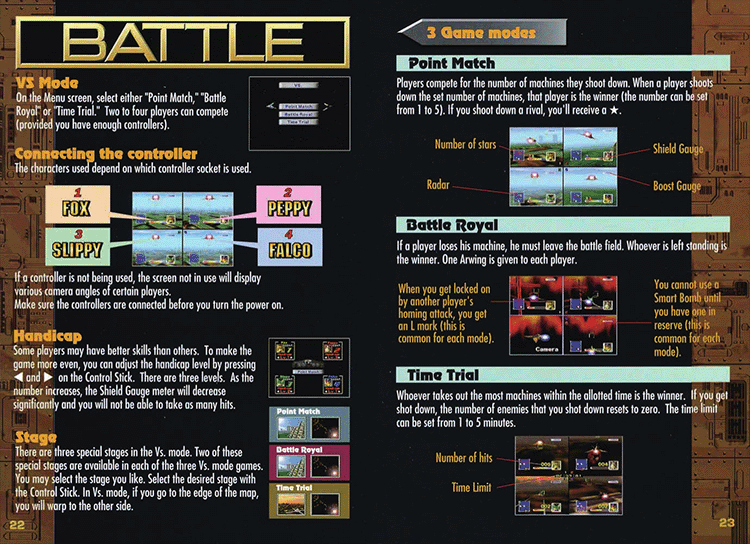 BATTLE
VS Mode
On the Menu screen, select either "Point Match," "Battle
Royal" or "Time Trial." Two to four players can compete
(provided you have enough controllers).
VS.
Point Match
Battle Royal
Time Trial
Connecting the controller
The characters used depend on which controller socket is used.
1
FOX
2
PEPPY
3
SLIPPY
4
FALCO
If a controller is not being used, the screen not in use will display
various camera angles of certain players.
Make sure the controllers are connected before you turn the power on.
Handicap
Some players may have better skills than others. To make the
game more even, you can adjust the handicap level by pressing
◀ and ▶ on the Control Stick. There are three levels. As the
number increases, the Shield Gauge meter will decrease
significantly and you will not be able to take as many hits.
Point Match
Stage
There are three special stages in the Vs. mode. Two of these
special stages are available in each of the three Vs. mode games.
You may select the stage you like. Select the desired stage with
the Control Stick. In Vs. mode, if you go to the edge of the map,
you will warp to the other side.
Point Match
Battle Royal
Time Trial
22
3 Game modes
Point Match
Players compete for the number of machines they shoot down. When a player shoots
down the set number of machines, that player is the winner (the number can be set
from 1 to 5). If you shoot down a rival, you'll receive a ★.
Number of stars
Shield Gauge
Radar
Boost Gauge
Battle Royal
If a player loses his machine, he must leave the battle field. Whoever is left standing is
the winner. One Arwing is given to each player.
When you get locked on
by another player's
homing attack, you get
an L mark (this is
common for each mode).
Camera
You cannot use a
Smart Bomb until
you have one in
reserve (this is
common for each
mode).
Time Trial
Whoever takes out the most machines within the allotted time is the winner. If you get
shot down, the number of enemies that you shot down resets to zero. The time limit
can be set from 1 to 5 minutes.
Number of hits
Time Limit
005
004
002
002
23